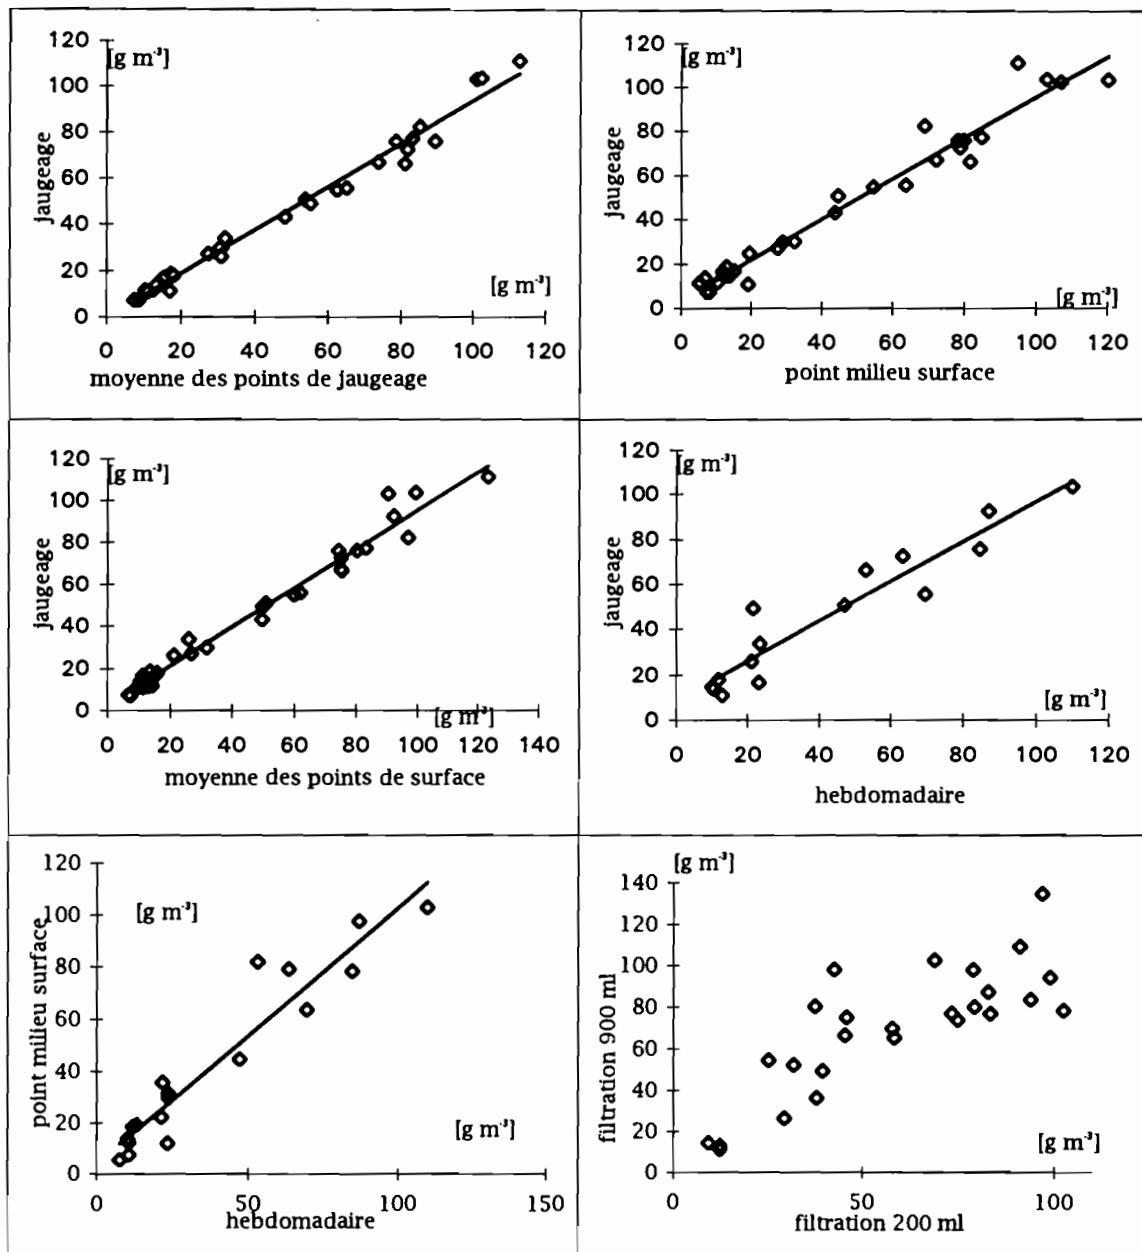 120
[g m⁻³]
100
80
60
40
20
0
jaugeage
[g m⁻³]
0 20 40 60 80 100 120
moyenne des points de jaugeage
120
[g m⁻³]
100
80
60
40
20
0
jaugeage
[g m⁻³]
0 20 40 60 80 100 120
point milieu surface
120
[g m⁻³]
100
80
60
40
20
0
jaugeage
[g m⁻³]
0 20 40 60 80 100 120 140
moyenne des points de surface
120
[g m⁻³]
100
80
60
40
20
0
jaugeage
[g m⁻³]
0 20 40 60 80 100 120
hebdomadaire
120
100
[g m⁻³]
80
60
40
20
0
point milieu surface
[g m⁻³]
0 50 100 150
hebdomadaire
[g m⁻³]
140
120
100
80
60
40
20
0
filtration 900 ml
[g m⁻³]
0 50 100
filtration 200 ml